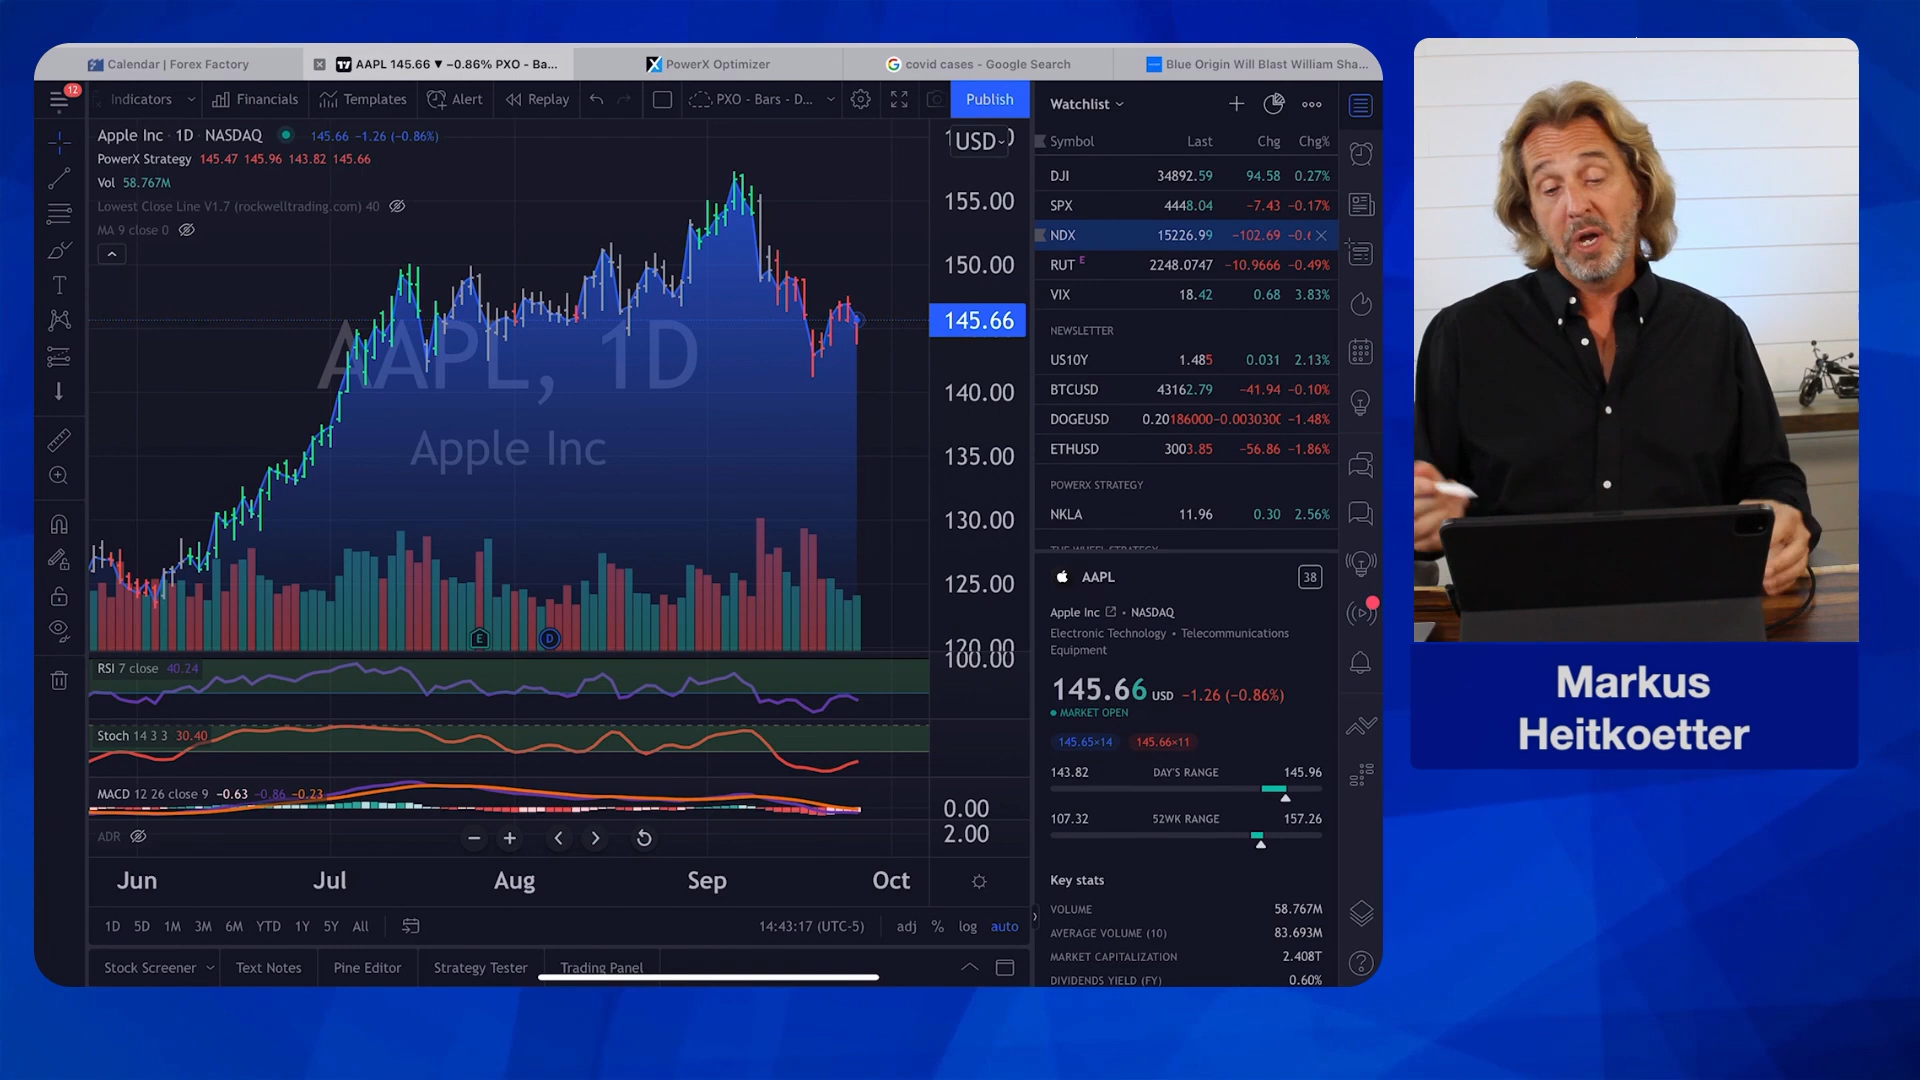 Calendar | Forex Factory
AAPL 145.66 ▼ −0.86% PXO - Ba...
PowerX Optimizer
covid cases - Google Search
Blue Origin Will Blast William Sha...
12
Indicators
Financials
Templates
Alert
Replay
PXO - Bars - D...
Publish
Apple Inc · 1D · NASDAQ 145.66 −1.26 (−0.86%)
PowerX Strategy 145.47 145.96 143.82 145.66
Vol 58.767M
Lowest Close Line V1.7 (rockwelltrading.com) 40
MA 9 close 0
AAPL, 1D
Apple Inc
USD
155.00
150.00
145.66
140.00
135.00
130.00
125.00
120.00
E
D
RSI 7 close 40.24
100.00
Stoch 14 3 3 30.40
MACD 12 26 close 9 −0.63 −0.86 −0.23
0.00
ADR
2.00
Jun
Jul
Aug
Sep
Oct
1D 5D 1M 3M 6M YTD 1Y 5Y All
14:43:17 (UTC-5)
adj % log auto
Stock Screener
Text Notes
Pine Editor
Strategy Tester
Trading Panel
Watchlist
Symbol Last Chg Chg%
DJI 34892.59 94.58 0.27%
SPX 4448.04 −7.43 −0.17%
NDX 15226.99 −102.69
RUT E 2248.0747 −10.9666 −0.49%
VIX 18.42 0.68 3.83%
NEWSLETTER
US10Y 1.485 0.031 2.13%
BTCUSD 43162.79 −41.94 −0.10%
DOGEUSD 0.20186000 −0.0030300 −1.48%
ETHUSD 3003.85 −56.86 −1.86%
POWERX STRATEGY
NKLA 11.96 0.30 2.56%
THE WHEEL STRATEGY
AAPL
38
Apple Inc • NASDAQ
Electronic Technology • Telecommunications
Equipment
145.66 USD −1.26 (−0.86%)
MARKET OPEN
145.65×14 145.66×11
143.82 DAY'S RANGE 145.96
107.32 52WK RANGE 157.26
Key stats
VOLUME 58.767M
AVERAGE VOLUME (10) 83.693M
MARKET CAPITALIZATION 2.408T
DIVIDENDS YIELD (FY) 0.60%
Markus
Heitkoetter